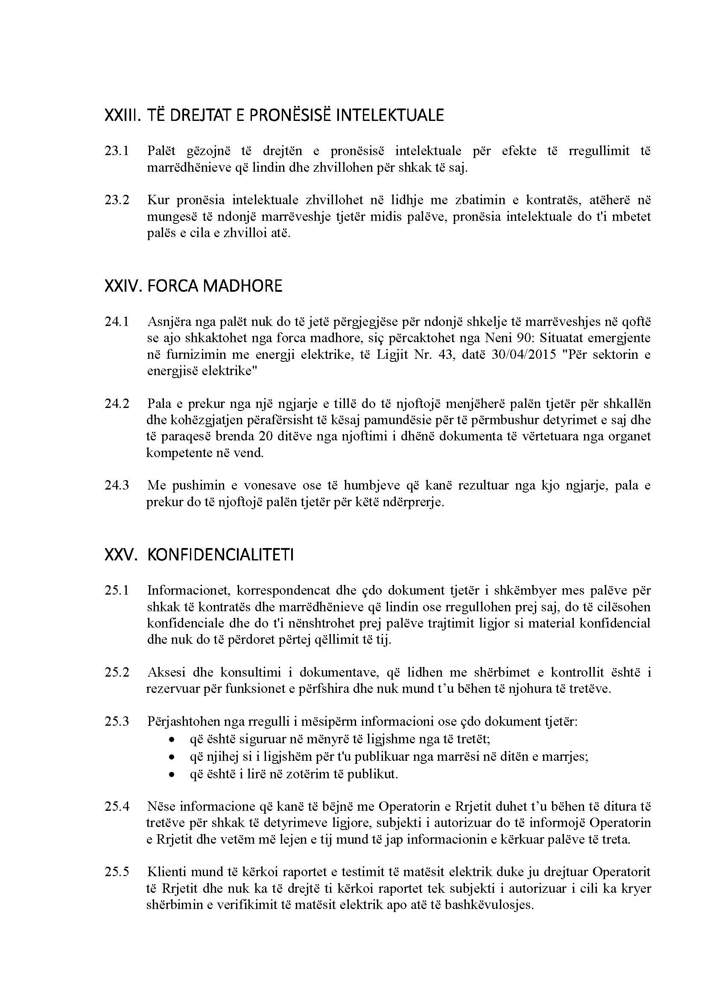 XXIII. TË DREJTAT E PRONËSISË INTELEKTUALE
23.1 Palët gëzojnë të drejtën e pronësisë intelektuale për efekte të rregullimit të
marrëdhënieve që lindin dhe zhvillohen për shkak të saj.
23.2 Kur pronësia intelektuale zhvillohet në lidhje me zbatimin e kontratës, atëherë në
mungesë të ndonjë marrëveshje tjetër midis palëve, pronësia intelektuale do t'i mbetet
palës e cila e zhvilloi atë.
XXIV. FORCA MADHORE
24.1 Asnjëra nga palët nuk do të jetë përgjegjëse për ndonjë shkelje të marrëveshjes në qoftë
se ajo shkaktohet nga forca madhore, siç përcaktohet nga Neni 90: Situatat emergjente
në furnizimin me energji elektrike, të Ligjit Nr. 43, datë 30/04/2015 "Për sektorin e
energjisë elektrike"
24.2 Pala e prekur nga një ngjarje e tillë do të njoftojë menjëherë palën tjetër për shkallën
dhe kohëzgjatjen përafërsisht të kësaj pamundësie për të përmbushur detyrimet e saj dhe
të paraqesë brenda 20 ditëve nga njoftimi i dhënë dokumenta të vërtetuara nga organet
kompetente në vend.
24.3 Me pushimin e vonesave ose të humbjeve që kanë rezultuar nga kjo ngjarje, pala e
prekur do të njoftojë palën tjetër për këtë ndërprerje.
XXV. KONFIDENCIALITETI
25.1 Informacionet, korrespondencat dhe çdo dokument tjetër i shkëmbyer mes palëve për
shkak të kontratës dhe marrëdhënieve që lindin ose rregullohen prej saj, do të cilësohen
konfidenciale dhe do t'i nënshtrohet prej palëve trajtimit ligjor si material konfidencial
dhe nuk do të përdoret përtej qëllimit të tij.
25.2 Aksesi dhe konsultimi i dokumentave, që lidhen me shërbimet e kontrollit është i
rezervuar për funksionet e përfshira dhe nuk mund t’u bëhen të njohura të tretëve.
25.3 Përjashtohen nga rregulli i mësipërm informacioni ose çdo dokument tjetër:
• që është siguruar në mënyrë të ligjshme nga të tretët;
• që njihej si i ligjshëm për t'u publikuar nga marrësi në ditën e marrjes;
• që është i lirë në zotërim të publikut.
25.4 Nëse informacione që kanë të bëjnë me Operatorin e Rrjetit duhet t’u bëhen të ditura të
tretëve për shkak të detyrimeve ligjore, subjekti i autorizuar do të informojë Operatorin
e Rrjetit dhe vetëm më lejen e tij mund të jap informacionin e kërkuar palëve të treta.
25.5 Klienti mund të kërkoi raportet e testimit të matësit elektrik duke ju drejtuar Operatorit
të Rrjetit dhe nuk ka të drejtë ti kërkoi raportet tek subjekti i autorizuar i cili ka kryer
shërbimin e verifikimit të matësit elektrik apo atë të bashkëvulosjes.